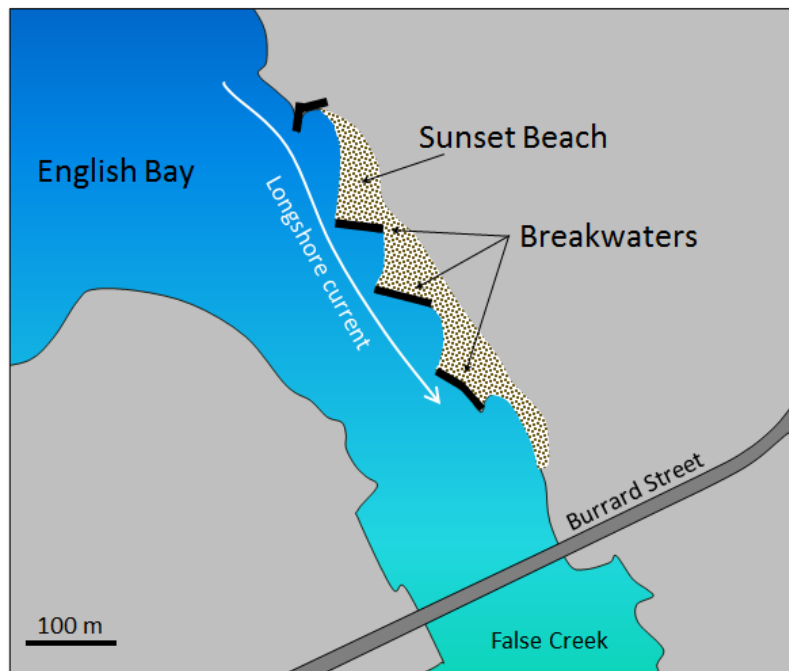 Sunset Beach
English Bay
Breakwaters
Longshore current
Burrard Street
100 m
False Creek